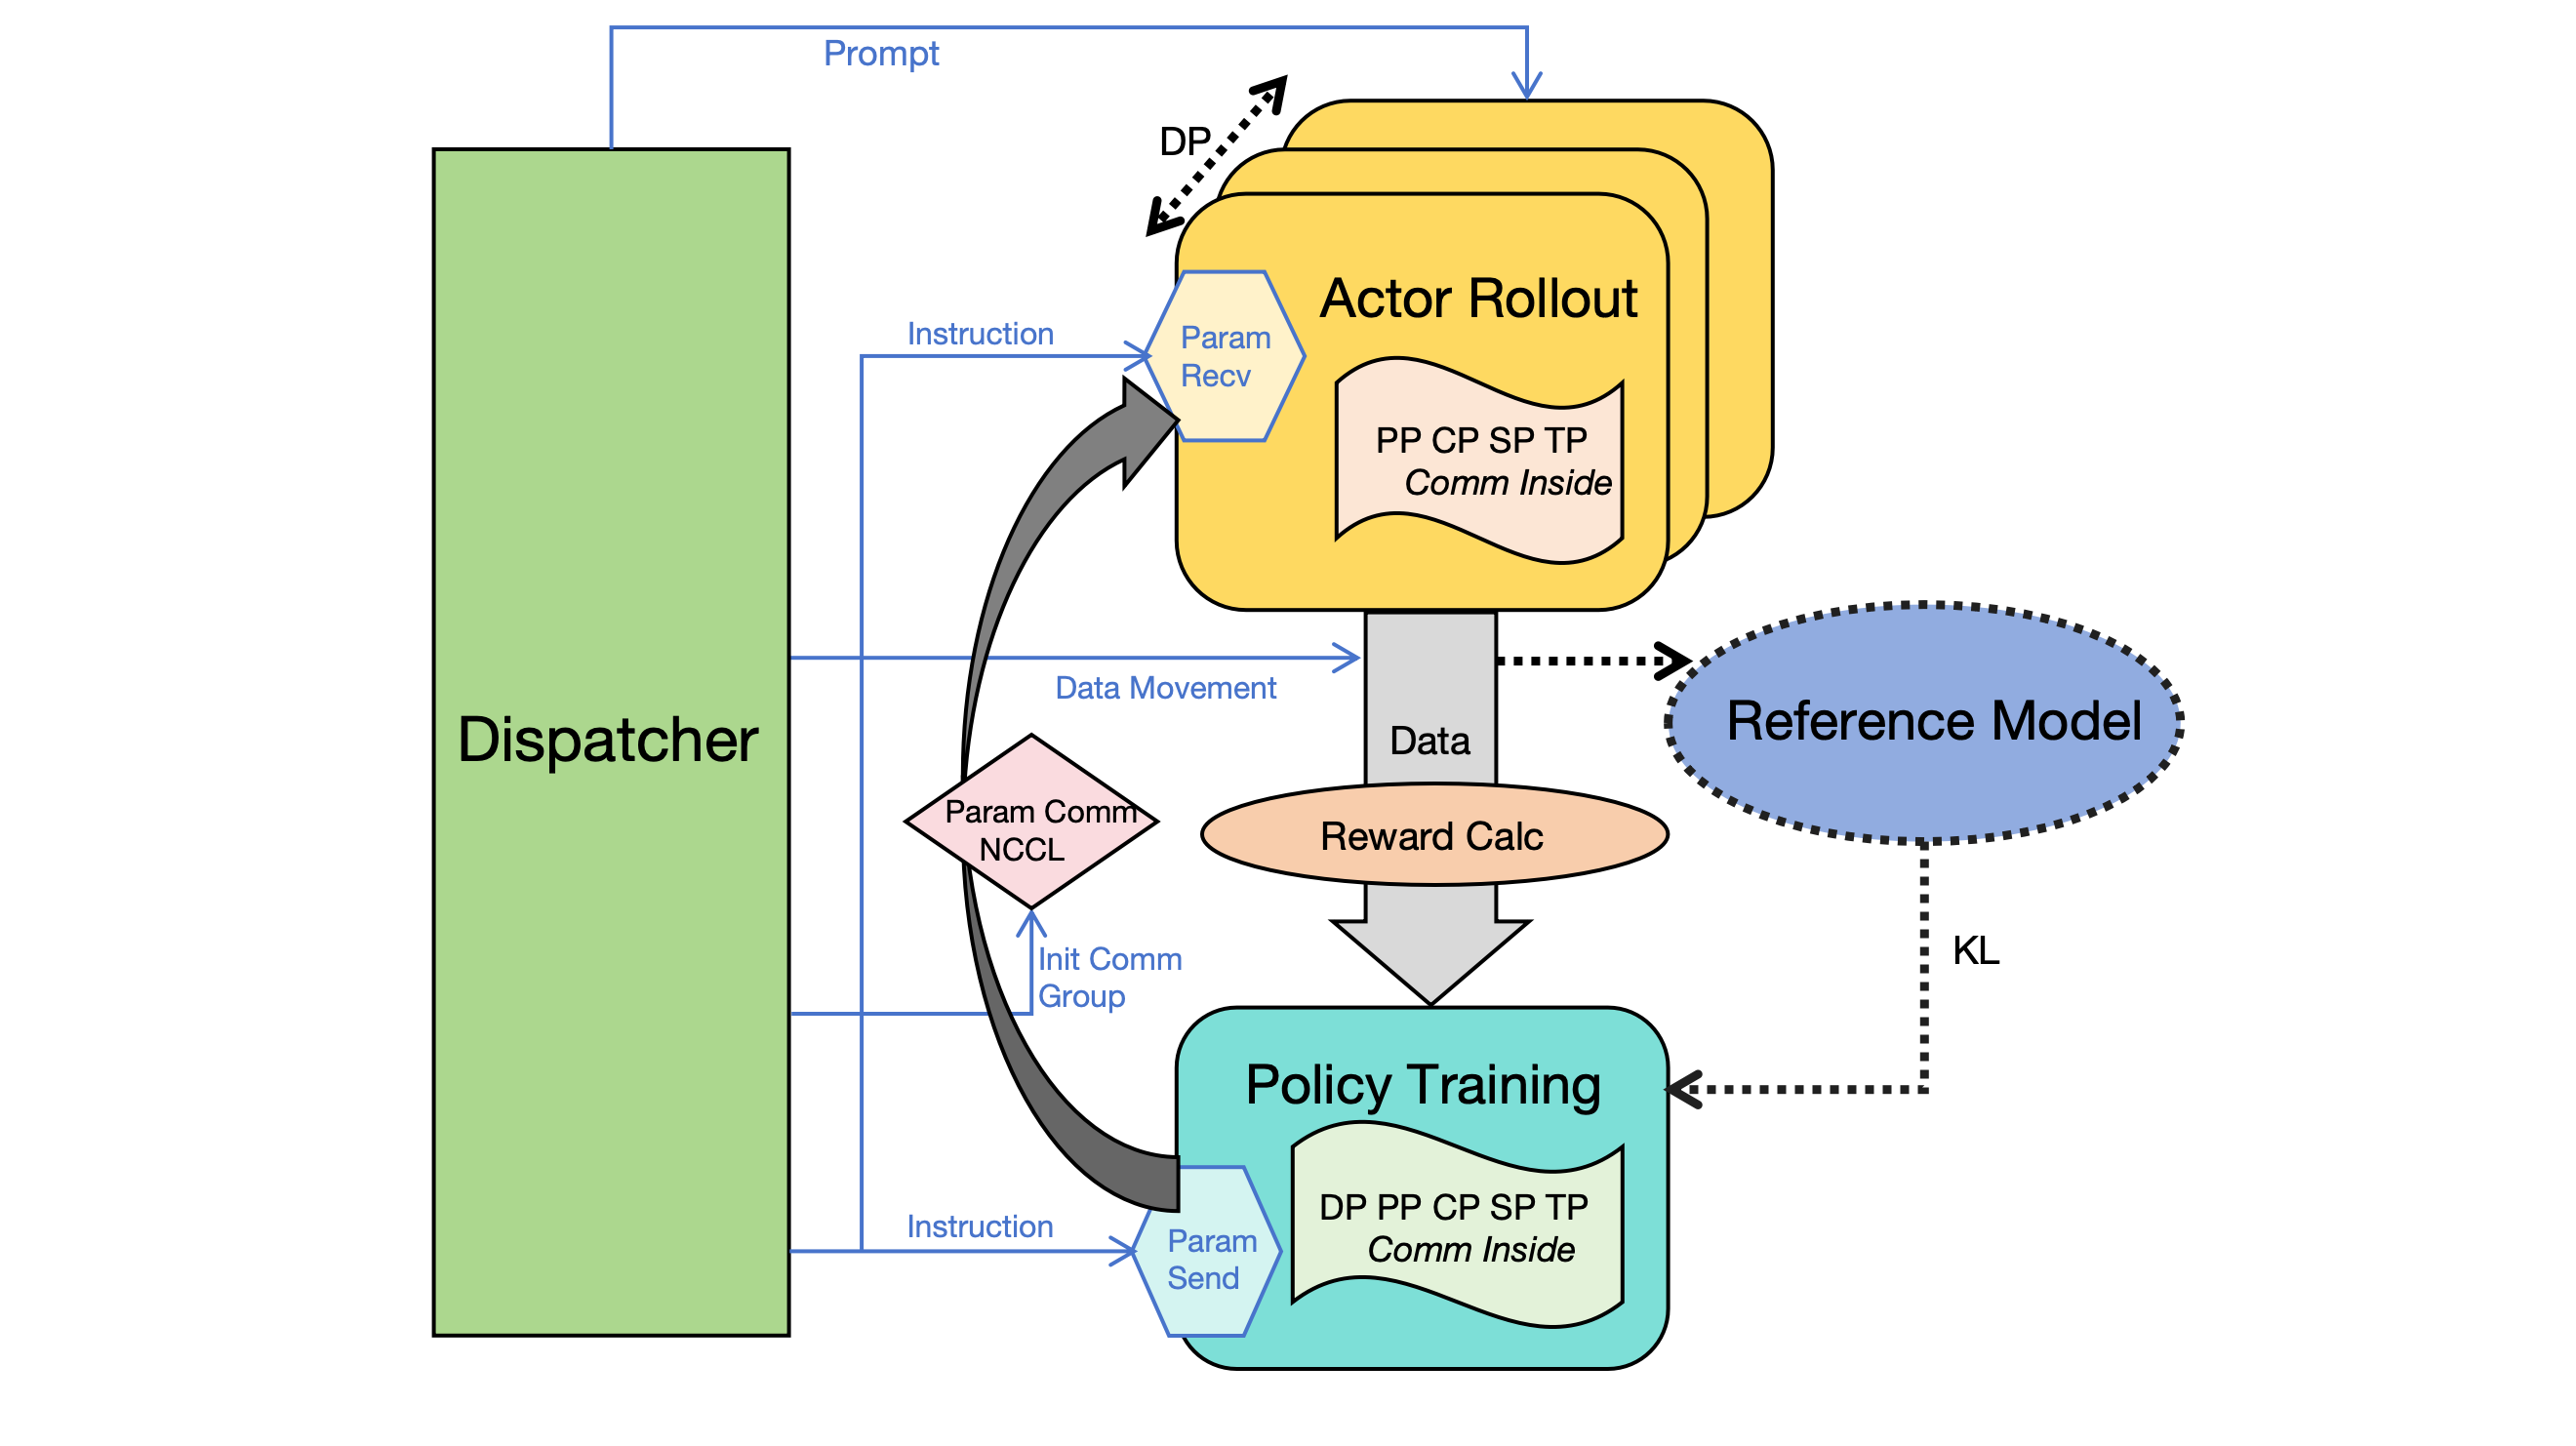 Prompt
DP
Actor Rollout
Instruction
Param
Recv
PP CP SP TP
Comm Inside
Data Movement
Dispatcher
Data
Reference Model
Param Comm
NCCL
Reward Calc
Init Comm
Group
KL
Policy Training
Instruction
Param
Send
DP PP CP SP TP
Comm Inside